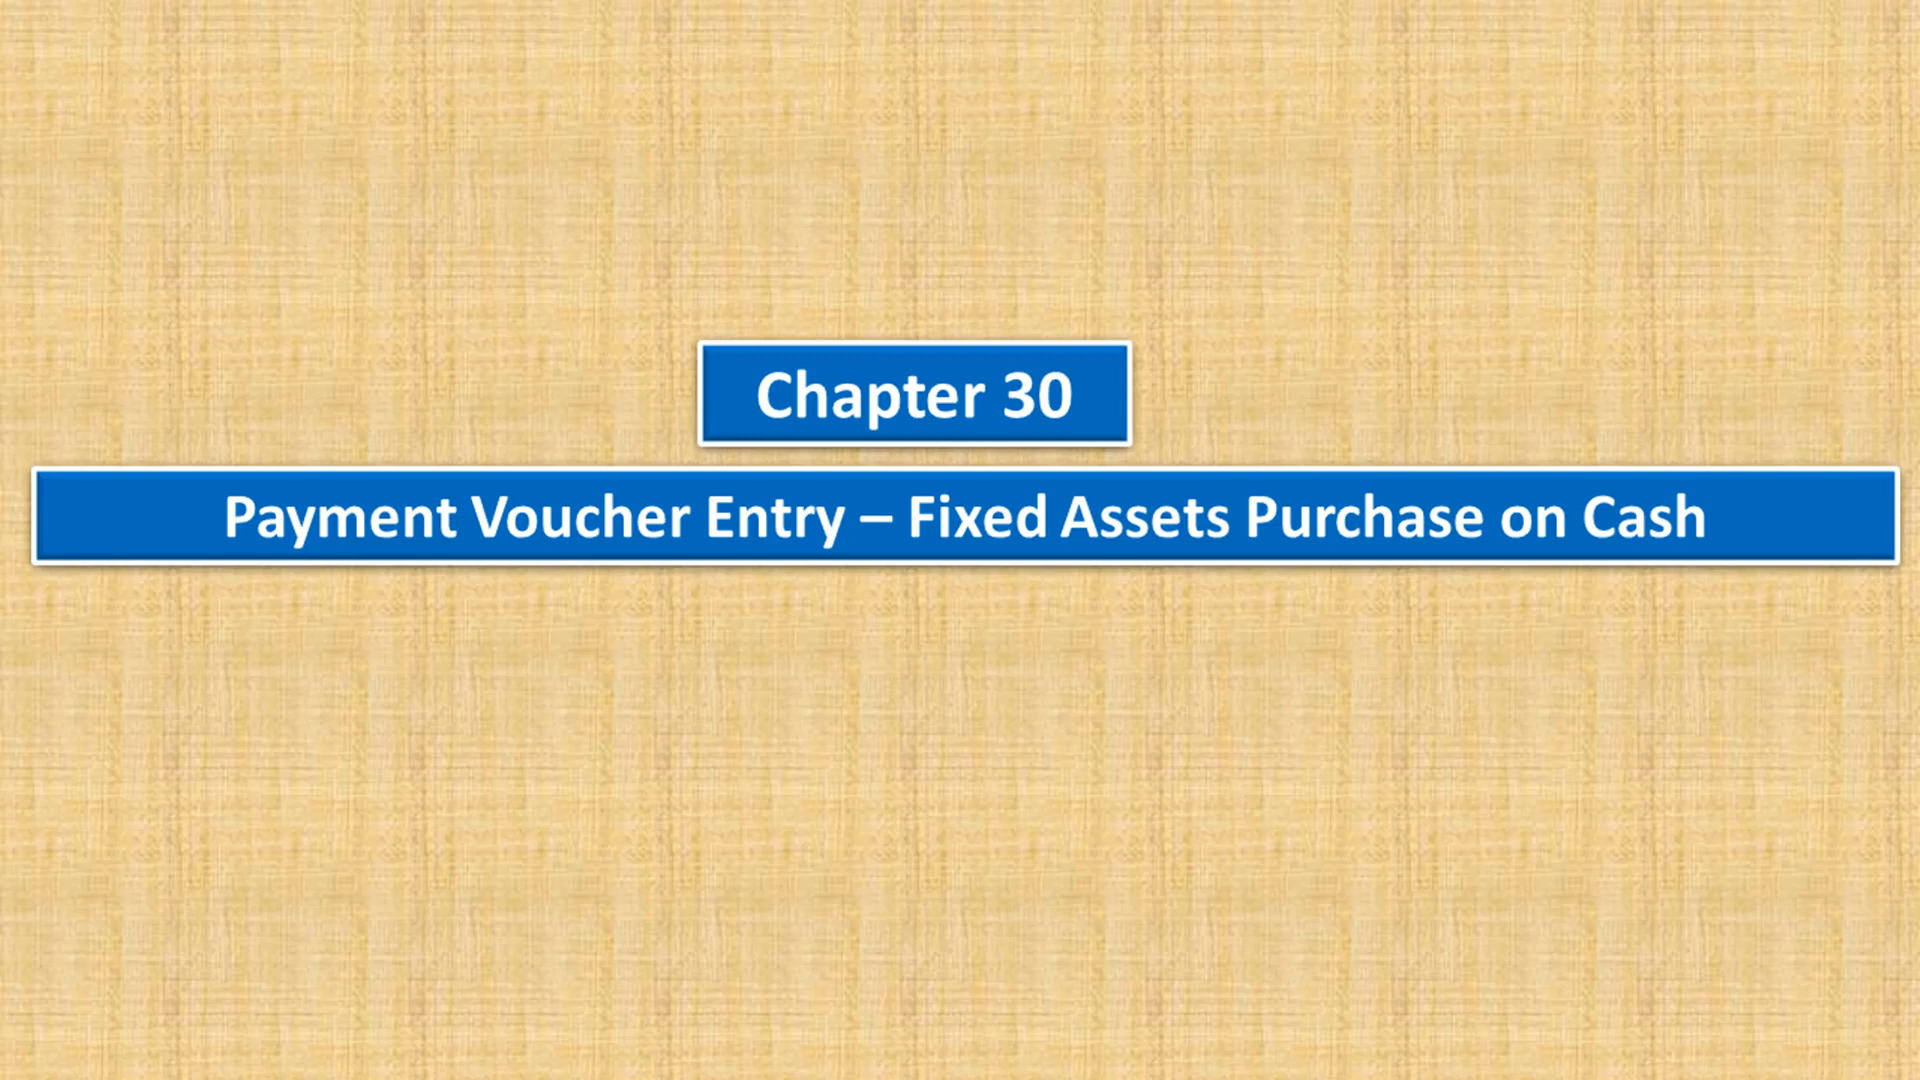 Chapter 30
Payment Voucher Entry – Fixed Assets Purchase on Cash